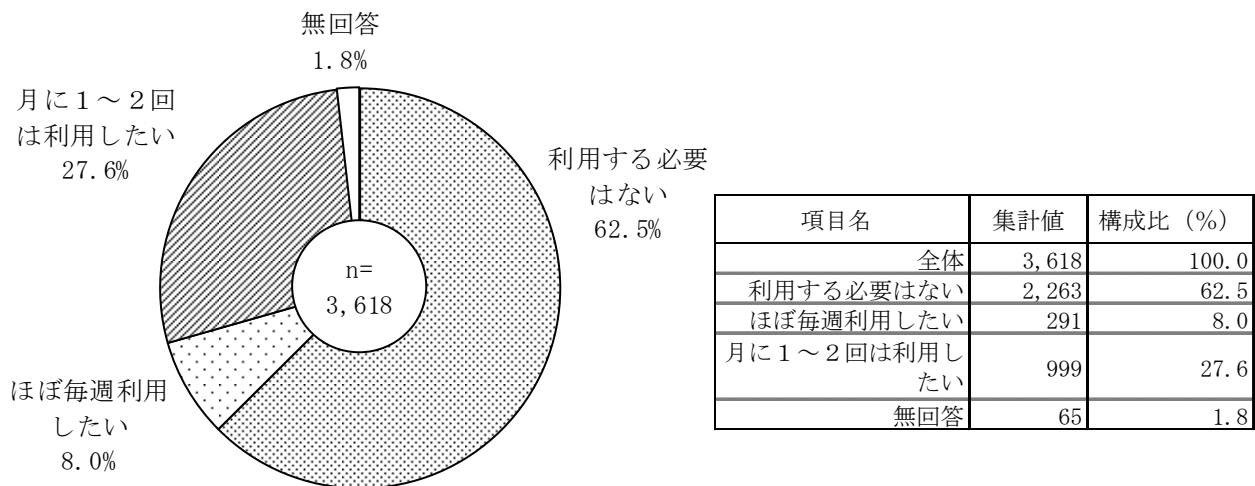 無回答
1.8%
月に１～２回
は利用したい
27.6%
利用する必要
はない
62.5%
n=
3,618
ほぼ毎週利用
したい
8.0%
項目名 集計値 構成比（%）
全体 3,618 100.0
利用する必要はない 2,263 62.5
ほぼ毎週利用したい 291 8.0
月に１～２回は利用し
たい 999 27.6
無回答 65 1.8